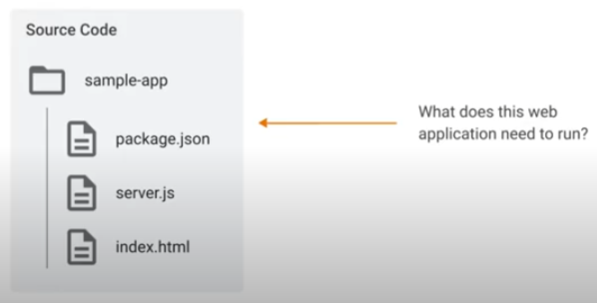 Source Code
sample-app
package.json
server.js
index.html
What does this web
application need to run?